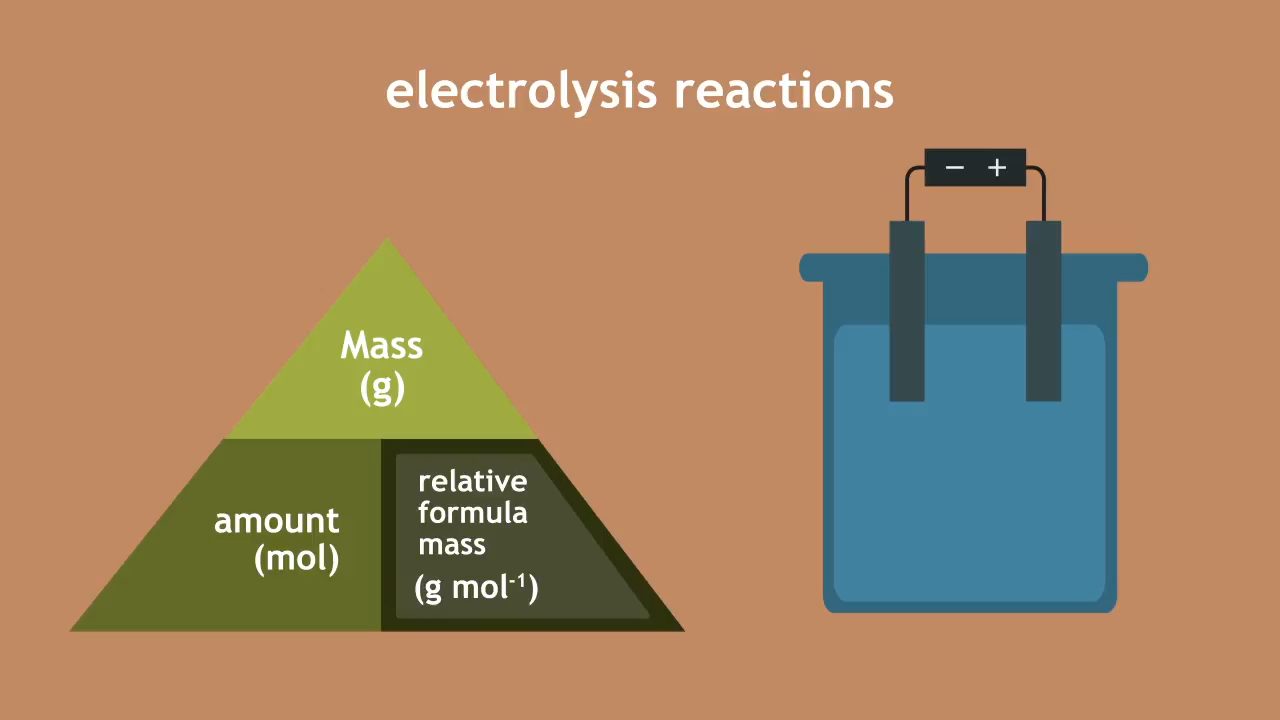 electrolysis reactions
− +
Mass
(g)
amount
(mol)
relative
formula
mass
(g mol⁻¹)